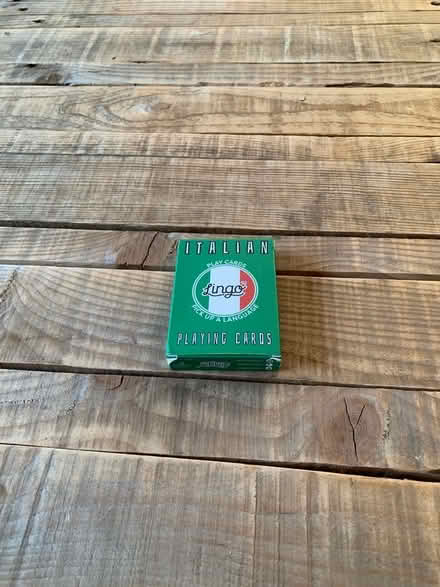 ITALIAN
PLAY CARDS
Lingo
PICK UP A LANGUAGE
PLAYING CARDS